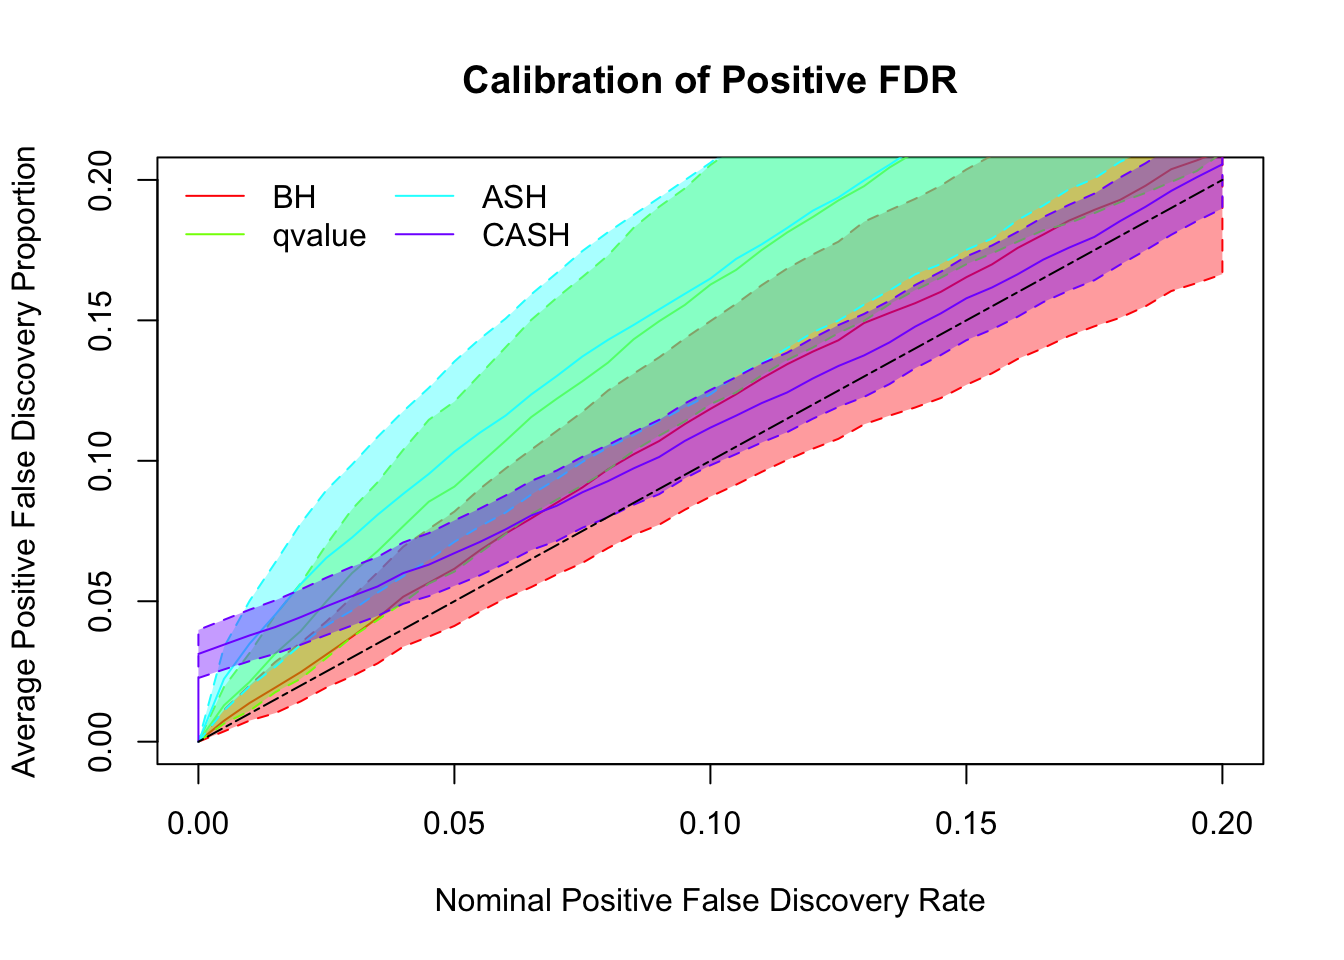 Calibration of Positive FDR
Average Positive False Discovery Proportion
0.20
0.15
0.10
0.05
0.00
BH
qvalue
ASH
CASH
0.00 0.05 0.10 0.15 0.20
Nominal Positive False Discovery Rate